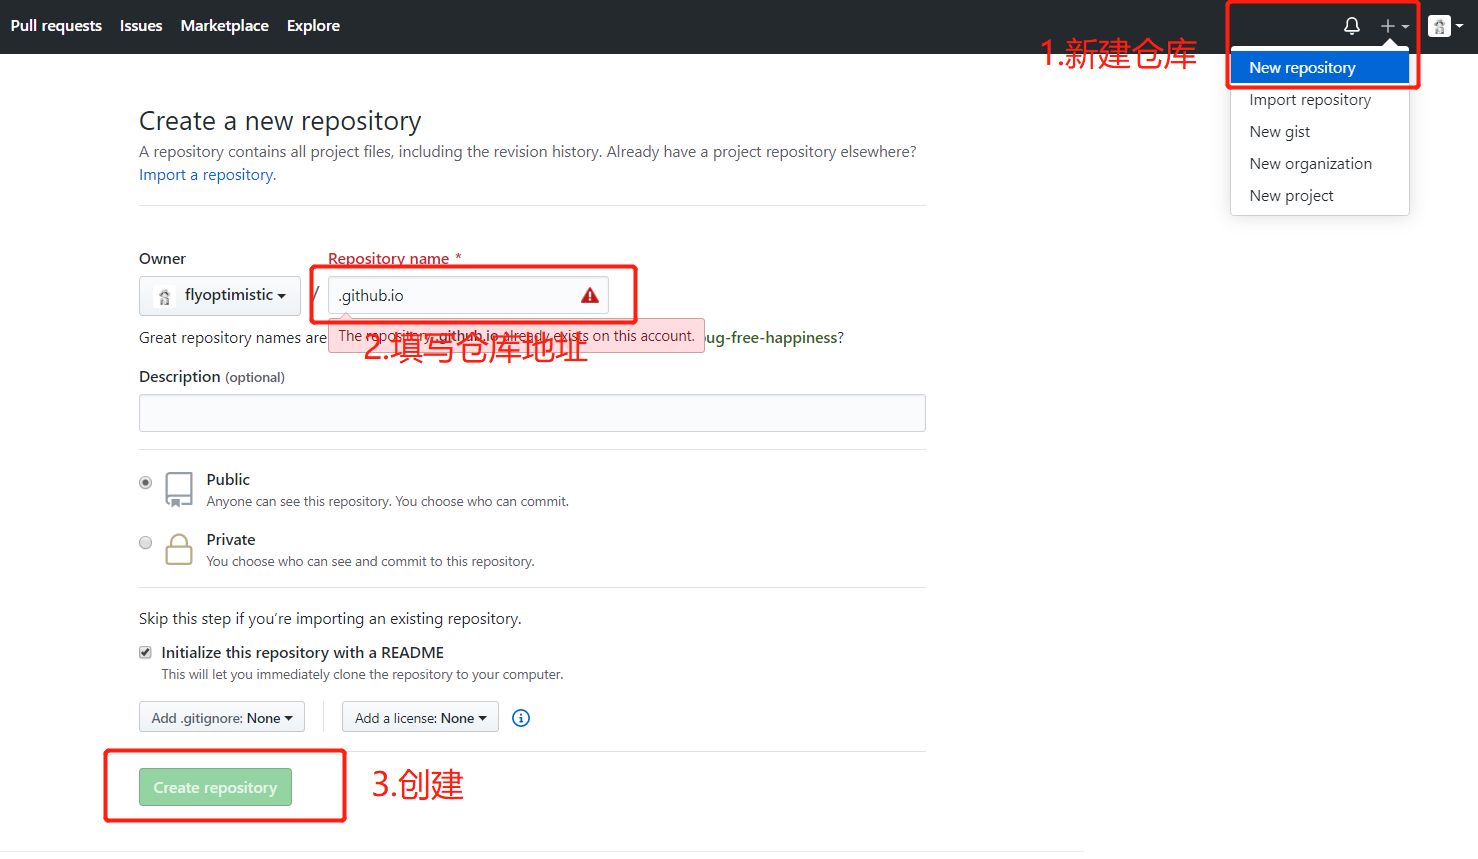 Pull requests Issues Marketplace Explore
1.新建仓库
New repository
Import repository
New gist
New organization
New project
Create a new repository
A repository contains all project files, including the revision history. Already have a project repository elsewhere?
Import a repository.
Owner
Repository name *
flyoptimistic / .github.io
The repository .github.io already exists on this account.
Great repository names are ug-free-happiness?
2.填写仓库地址
Description (optional)
Public
Anyone can see this repository. You choose who can commit.
Private
You choose who can see and commit to this repository.
Skip this step if you’re importing an existing repository.
Initialize this repository with a README
This will let you immediately clone the repository to your computer.
Add .gitignore: None Add a license: None
Create repository
3.创建